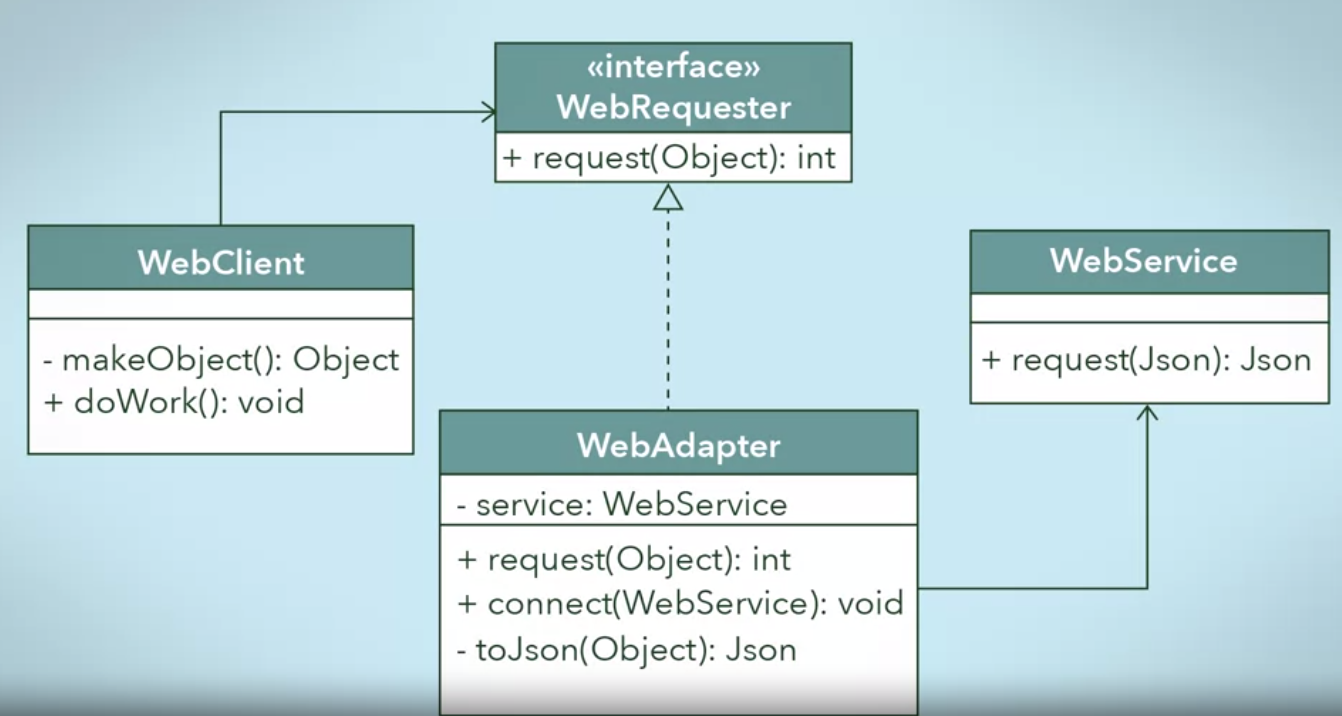 «interface»
WebRequester
+ request(Object): int
WebClient
- makeObject(): Object
+ doWork(): void
WebService
+ request(Json): Json
WebAdapter
- service: WebService
+ request(Object): int
+ connect(WebService): void
- toJson(Object): Json